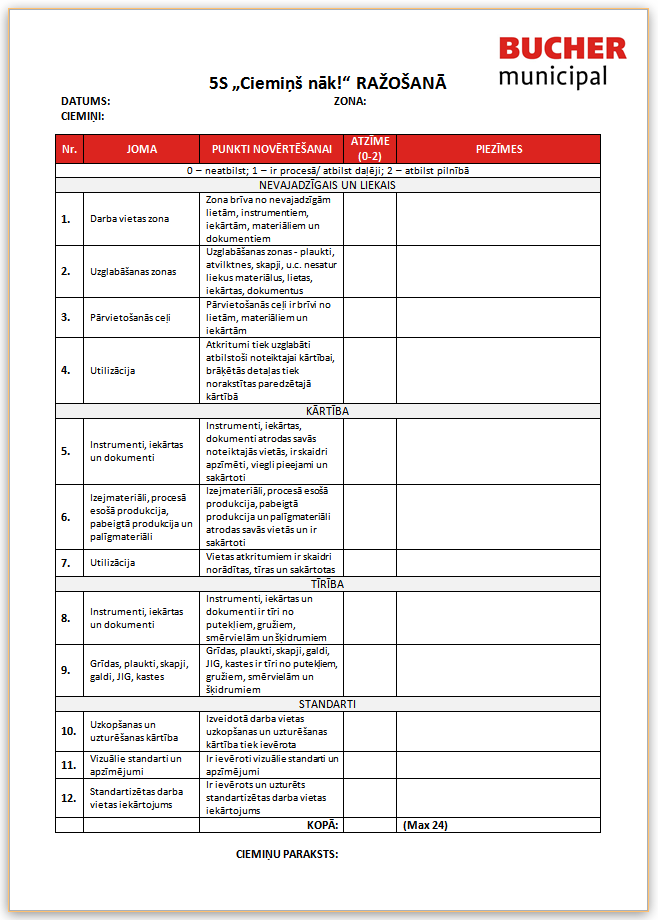 BUCHER
municipal
5S „Ciemiņš nāk!“ RAŽOŠANĀ
DATUMS: ZONA:
CIEMIŅI:
Nr. JOMA PUNKTI NOVĒRTĒŠANAI ATZĪME (0-2) PIEZĪMES
0 – neatbilst; 1 – ir procesā/ atbilst daļēji; 2 – atbilst pilnībā
NEVAJADZĪGAIS UN LIEKAIS
1. Darba vietas zona
Zona brīva no nevajadzīgām
lietām, instrumentiem,
iekārtām, materiāliem un
dokumentiem
2. Uzglabāšanas zonas
Uzglabāšanas zonas - plaukti,
atvilktnes, skapji, u.c. nesatur
liekus materiālus, lietas,
iekārtas, dokumentus
3. Pārvietošanās ceļi
Pārvietošanās ceļi ir brīvi no
lietām, materiāliem un
iekārtām
4. Utilizācija
Atkritumi tiek uzglabāti
atbilstoši noteiktajai kārtībai,
brāķētās detaļas tiek
norakstītas paredzētajā
kārtībā
KĀRTĪBA
5. Instrumenti, iekārtas
un dokumenti
Instrumenti, iekārtas,
dokumenti atrodas savās
noteiktajās vietās, ir skaidri
apzīmēti, viegli pieejami un
sakārtoti
6. Izejmateriāli, procesā
esošā produkcija,
pabeigtā produkcija un
palīgmateriāli
Izejmateriāli, procesā esošā
produkcija, pabeigtā
produkcija un palīgmateriāli
atrodas savās vietās un ir
sakārtoti
7. Utilizācija
Vietas atkritumiem ir skaidri
norādītas, tīras un sakārtotas
TĪRĪBA
8. Instrumenti, iekārtas
un dokumenti
Instrumenti, iekārtas un
dokumenti ir tīri no
putekļiem, gružiem,
smērvielām un šķidrumiem
9. Grīdas, plaukti, skapji,
galdi, JIG, kastes
Grīdas, plaukti, skapji, galdi,
JIG, kastes ir tīri no putekļiem,
gružiem, smērvielām un
šķidrumiem
STANDARTI
10. Uzkopšanas un
uzturēšanas kārtība
Izveidotā darba vietas
uzkopšanas un uzturēšanas
kārtība tiek ievērota
11. Vizuālie standarti un
apzīmējumi
Ir ievēroti vizuālie standarti un
apzīmējumi
12. Standartizētas darba
vietas iekārtojums
Ir ievērots un uzturēts
standartizētas darba vietas
iekārtojums
KOPĀ: (Max 24)
CIEMIŅU PARAKSTS: